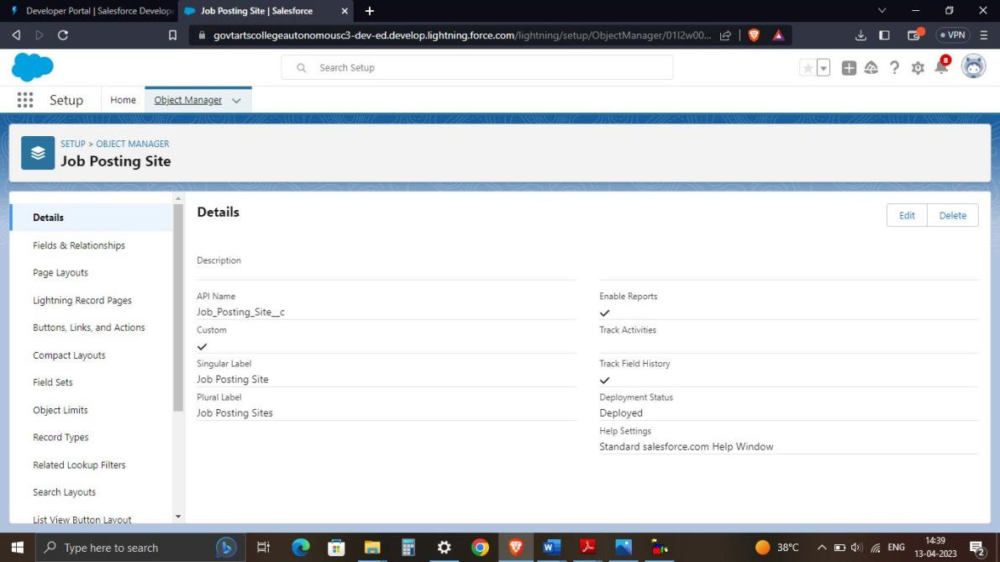 Developer Portal | Salesforce Develope
Job Posting Site | Salesforce
govtartscollegeautonomousc3-dev-ed.develop.lightning.force.com/lightning/setup/ObjectManager/01I2w00...
VPN
Search Setup
8
Setup
Home
Object Manager
SETUP > OBJECT MANAGER
Job Posting Site
Details
Fields & Relationships
Page Layouts
Lightning Record Pages
Buttons, Links, and Actions
Compact Layouts
Field Sets
Object Limits
Record Types
Related Lookup Filters
Search Layouts
List View Button Layout
Details
Edit
Delete
Description
API Name
Job_Posting_Site__c
Custom
Singular Label
Job Posting Site
Plural Label
Job Posting Sites
Enable Reports
Track Activities
Track Field History
Deployment Status
Deployed
Help Settings
Standard salesforce.com Help Window
Type here to search
38°C
ENG
14:39
13-04-2023
2